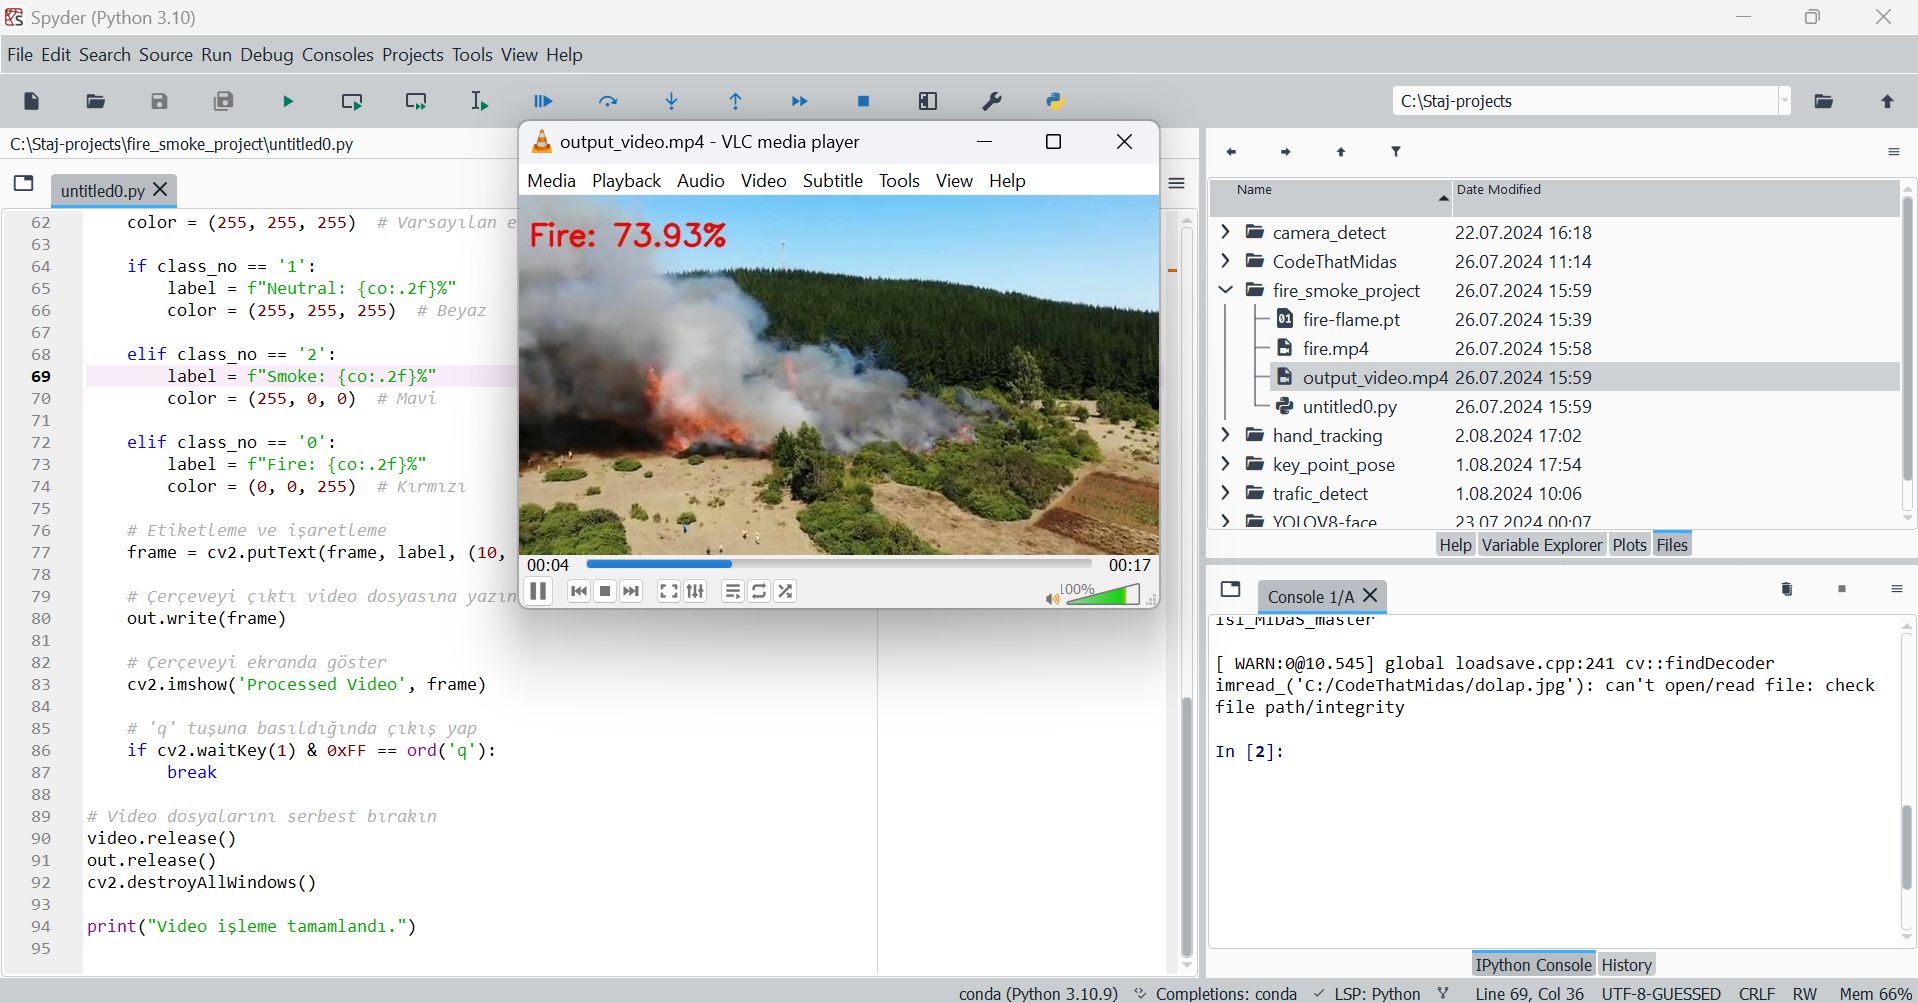 Spyder (Python 3.10)
File Edit Search Source Run Debug Consoles Projects Tools View Help
C:\Staj-projects
C:\Staj-projects\fire_smoke_project\untitled0.py
untitled0.py
62 color = (255, 255, 255) # Varsayılan e
63
64 if class_no == '1':
65 label = f"Neutral: {co:.2f}%"
66 color = (255, 255, 255) # Beyaz
67
68 elif class_no == '2':
69 label = f"Smoke: {co:.2f}%"
70 color = (255, 0, 0) # Mavi
71
72 elif class_no == '0':
73 label = f"Fire: {co:.2f}%"
74 color = (0, 0, 255) # Kırmızı
75
76 # Etiketleme ve işaretleme
77 frame = cv2.putText(frame, label, (10,
78
79 # Çerçeveyi çıktı video dosyasına yazın
80 out.write(frame)
81
82 # Çerçeveyi ekranda göster
83 cv2.imshow('Processed Video', frame)
84
85 # 'q' tuşuna basıldığında çıkış yap
86 if cv2.waitKey(1) & 0xFF == ord('q'):
87 break
88
89 # Video dosyalarını serbest bırakın
90 video.release()
91 out.release()
92 cv2.destroyAllWindows()
93
94 print("Video işleme tamamlandı.")
95
output_video.mp4 - VLC media player
Media Playback Audio Video Subtitle Tools View Help
Fire: 73.93%
00:04 00:17
100%
Name Date Modified
camera_detect 22.07.2024 16:18
CodeThatMidas 26.07.2024 11:14
fire_smoke_project 26.07.2024 15:59
fire-flame.pt 26.07.2024 15:39
fire.mp4 26.07.2024 15:58
output_video.mp4 26.07.2024 15:59
untitled0.py 26.07.2024 15:59
hand_tracking 2.08.2024 17:02
key_point_pose 1.08.2024 17:54
trafic_detect 1.08.2024 10:06
YOLOV8-face 23.07.2024 00:07
Help Variable Explorer Plots Files
Console 1/A
isl_MiDaS_master
[ WARN:0@10.545] global loadsave.cpp:241 cv::findDecoder
imread_('C:/CodeThatMidas/dolap.jpg'): can't open/read file: check
file path/integrity
In [2]:
IPython Console History
conda (Python 3.10.9) Completions: conda LSP: Python Line 69, Col 36 UTF-8-GUESSED CRLF RW Mem 66%